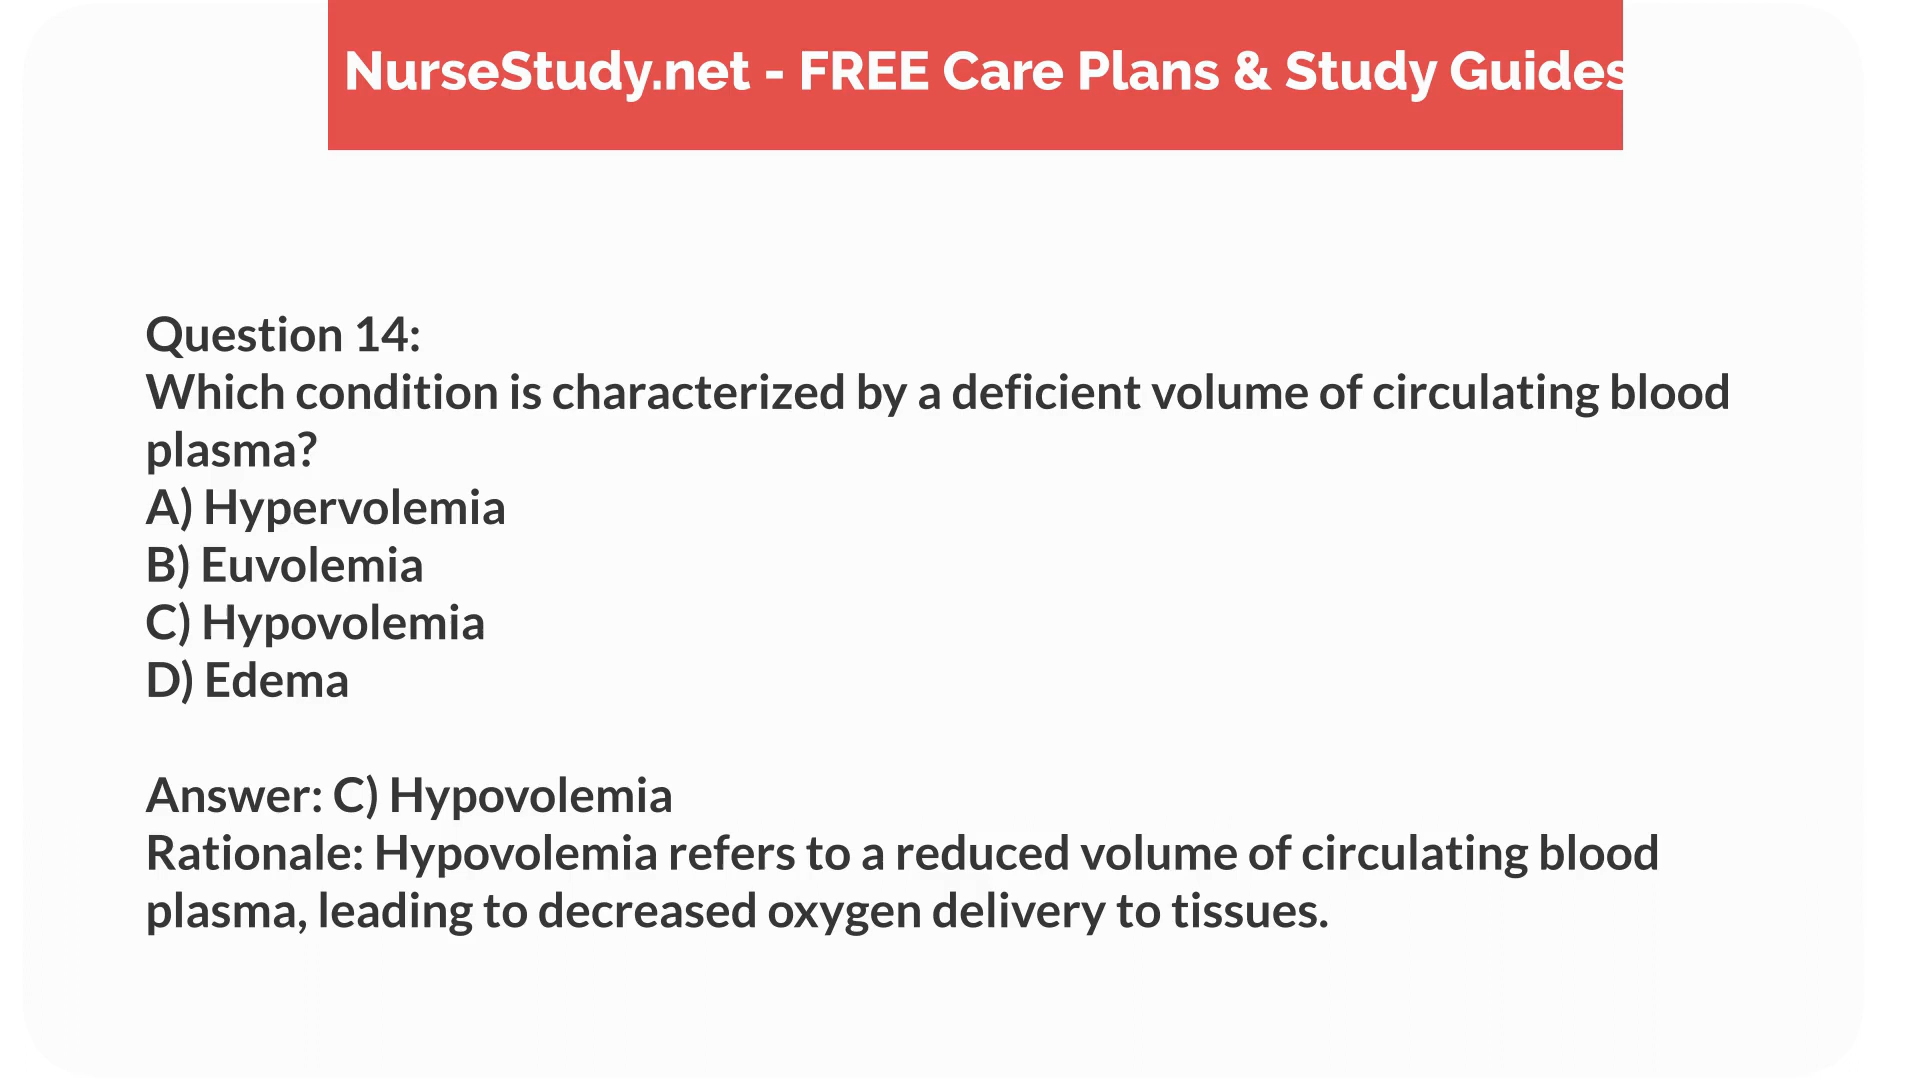 NurseStudy.net - FREE Care Plans & Study Guides
Question 14:
Which condition is characterized by a deficient volume of circulating blood
plasma?
A) Hypervolemia
B) Euvolemia
C) Hypovolemia
D) Edema
Answer: C) Hypovolemia
Rationale: Hypovolemia refers to a reduced volume of circulating blood
plasma, leading to decreased oxygen delivery to tissues.